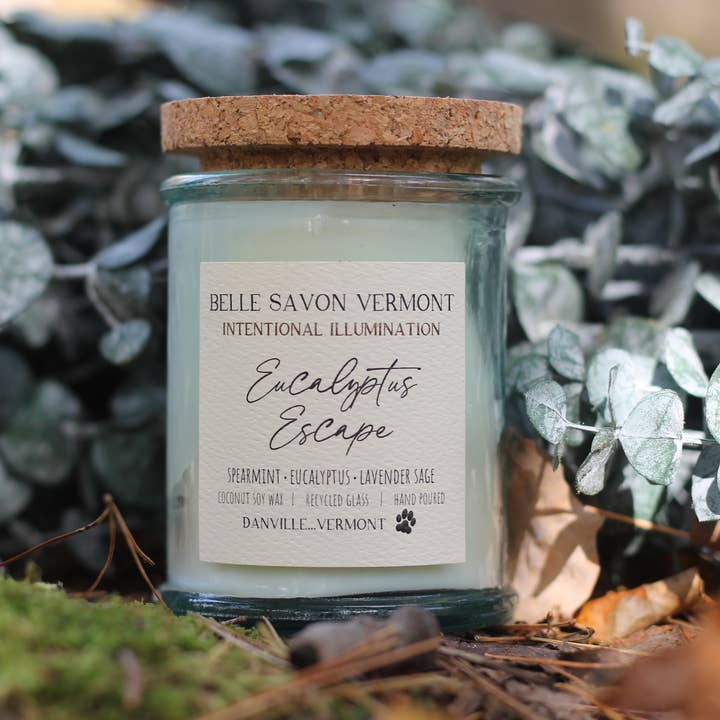 BELLE SAVON VERMONT
INTENTIONAL ILLUMINATION
Eucalyptus
Escape
SPEARMINT • EUCALYPTUS • LAVENDER SAGE
COCONUT SOY WAX | RECYCLED GLASS | HAND POURED
DANVILLE...VERMONT